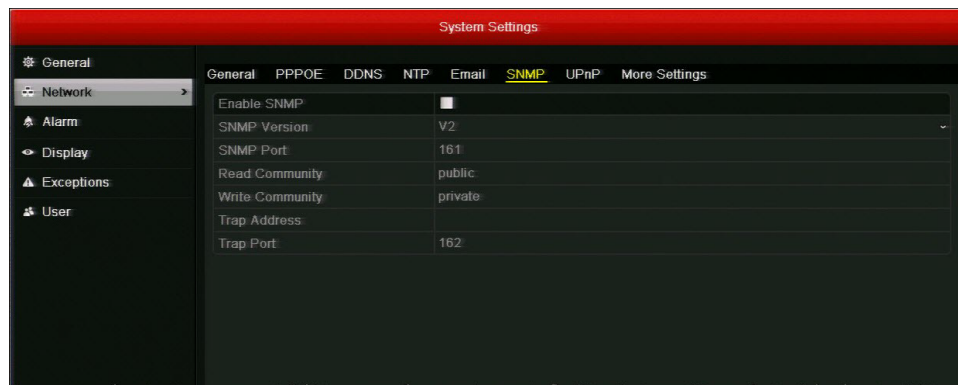 System Settings
General
Network
Alarm
Display
Exceptions
User
General PPPOE DDNS NTP Email SNMP UPnP More Settings
Enable SNMP
SNMP Version V2
SNMP Port 161
Read Community public
Write Community private
Trap Address
Trap Port 162